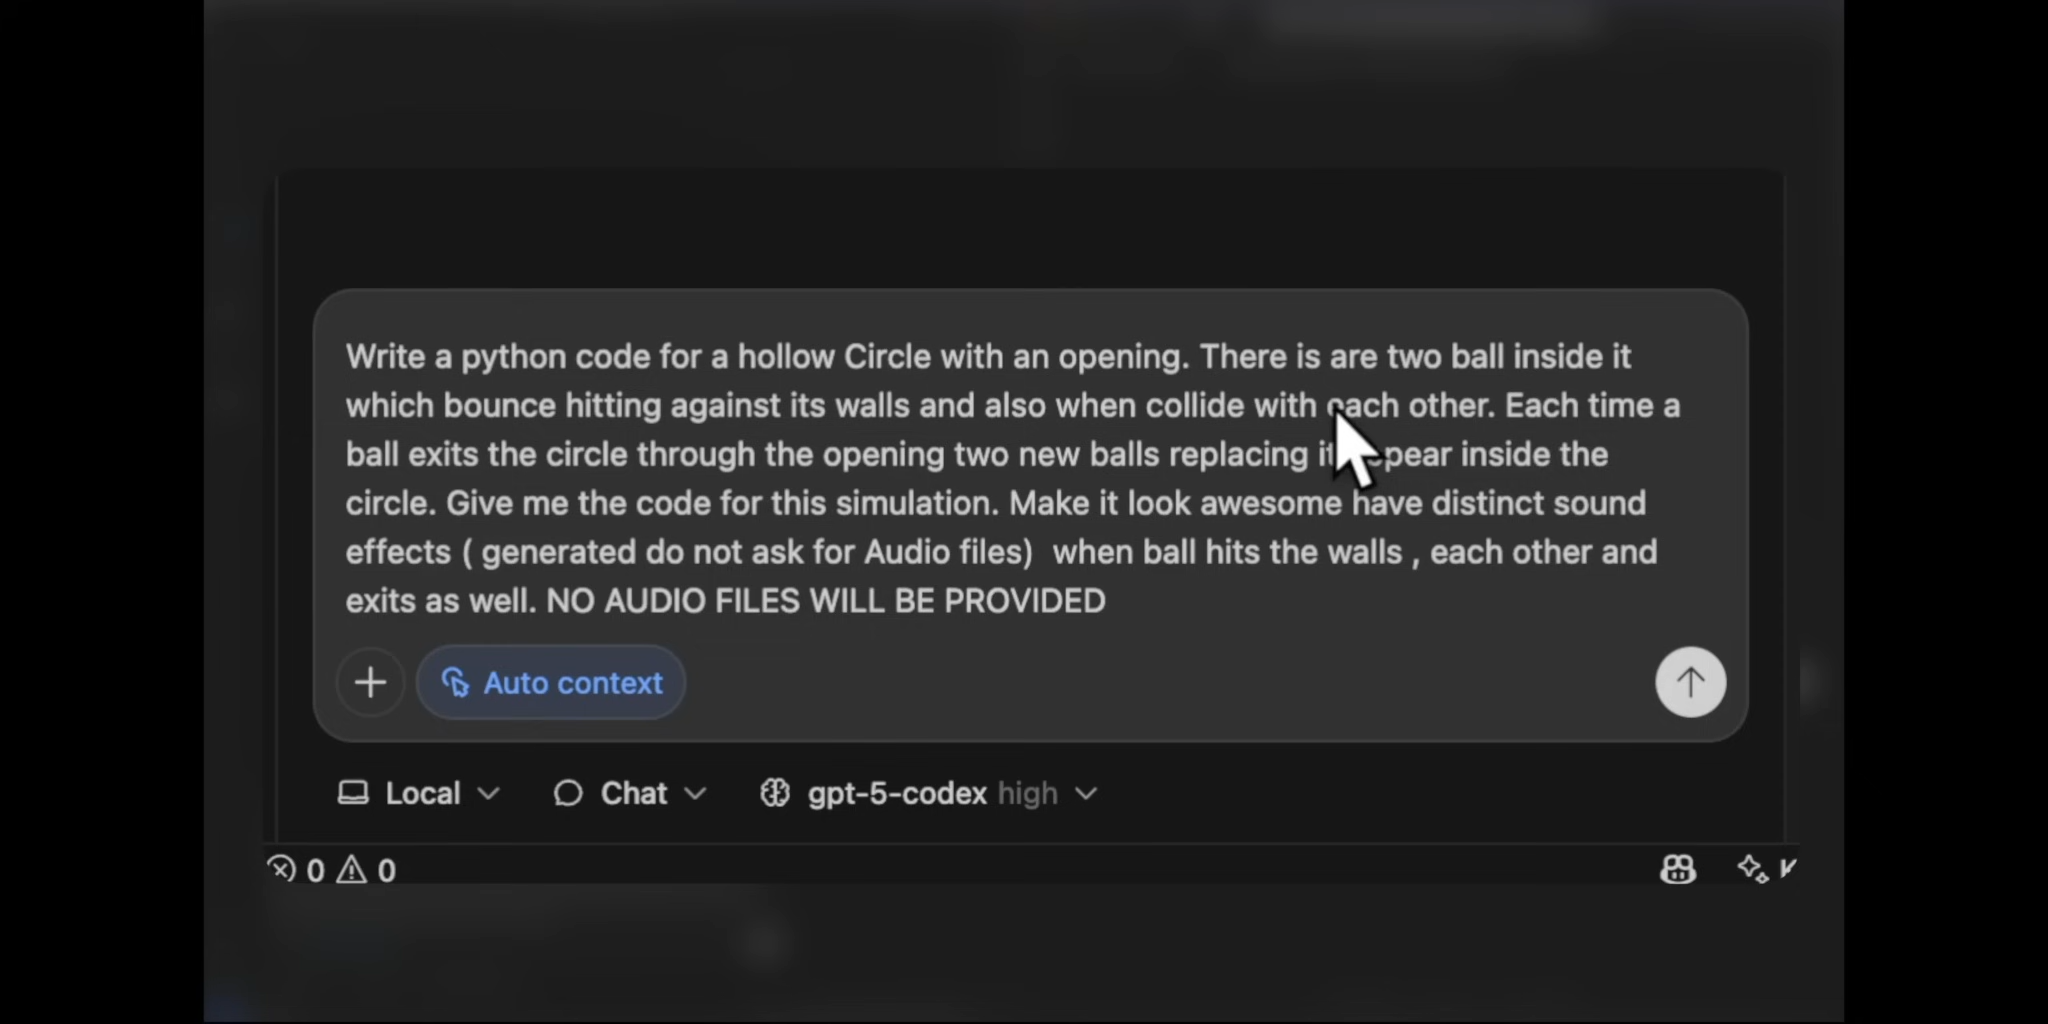 Write a python code for a hollow Circle with an opening. There is are two ball inside it
which bounce hitting against its walls and also when collide with each other. Each time a
ball exits the circle through the opening two new balls replacing it appear inside the
circle. Give me the code for this simulation. Make it look awesome have distinct sound
effects ( generated do not ask for Audio files)  when ball hits the walls , each other and
exits as well. NO AUDIO FILES WILL BE PROVIDED
Auto context
Local Chat gpt-5-codex high
0 0